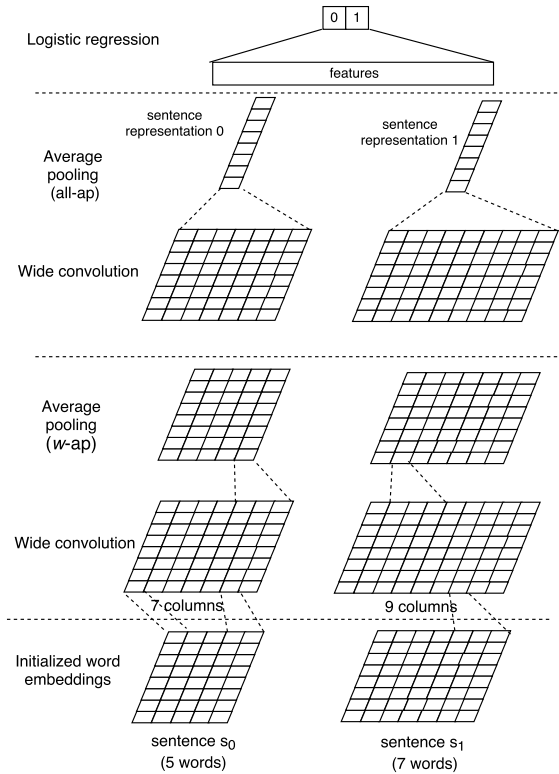 Logistic regression
0 1
features
sentence
representation 0
sentence
representation 1
Average
pooling
(all-ap)
Wide convolution
Average
pooling
(w-ap)
Wide convolution
7 columns
9 columns
Initialized word
embeddings
sentence s0
(5 words)
sentence s1
(7 words)